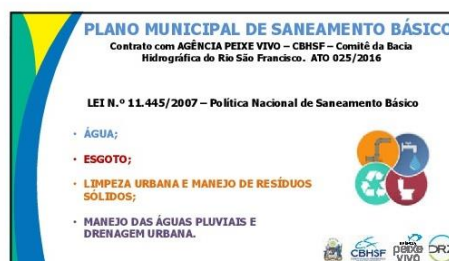 PLANO MUNICIPAL DE SANEAMENTO BÁSICO
Contrato com AGÊNCIA PEIXE VIVO – CBHSF – Comitê da Bacia
Hidrográfica do Rio São Francisco. ATO 025/2016
LEI N.º 11.445/2007 – Política Nacional de Saneamento Básico
• ÁGUA;
• ESGOTO;
• LIMPEZA URBANA E MANEJO DE RESÍDUOS
SÓLIDOS;
• MANEJO DAS ÁGUAS PLUVIAIS E
DRENAGEM URBANA.
CBHSF peixe vivo DRZ